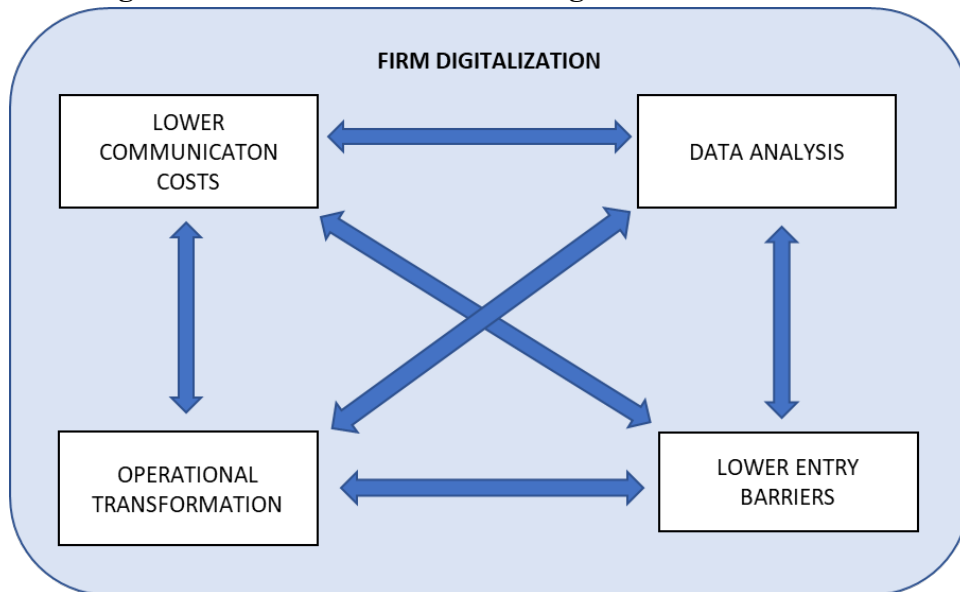 FIRM DIGITALIZATION
LOWER
COMMUNICATON
COSTS
DATA ANALYSIS
OPERATIONAL
TRANSFORMATION
LOWER ENTRY
BARRIERS